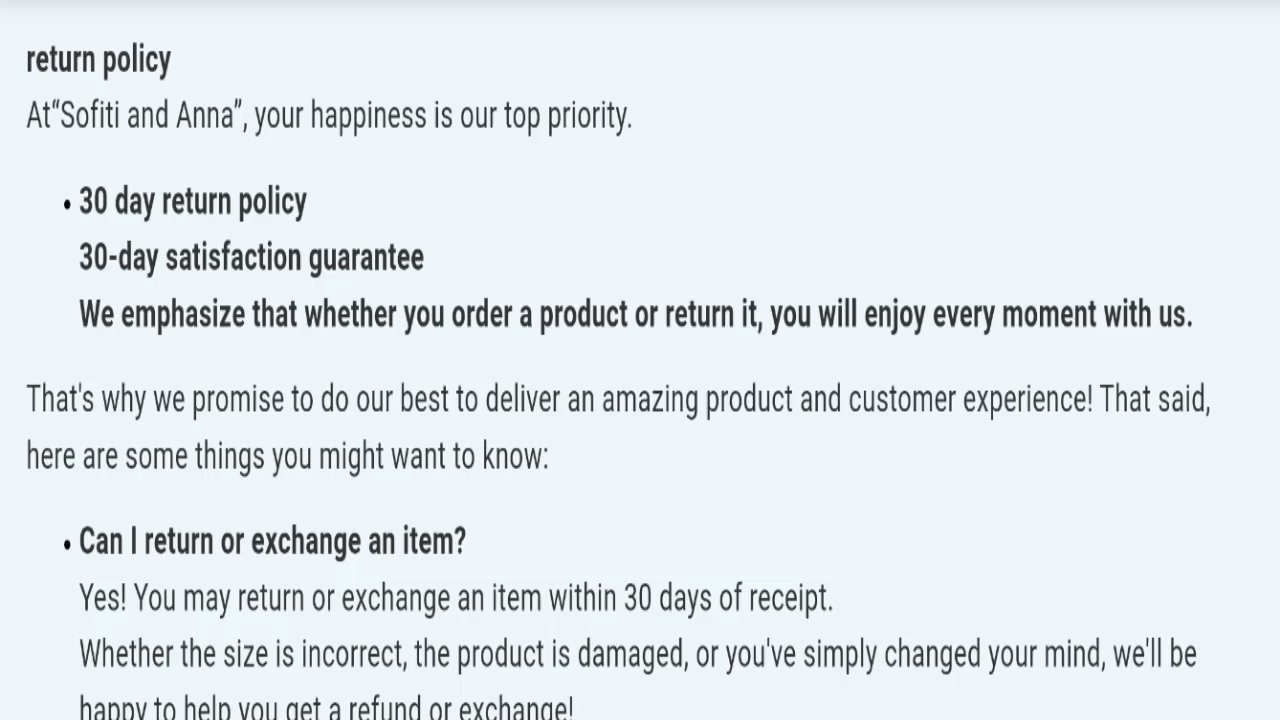 return policy
At“Sofiti and Anna”, your happiness is our top priority.
• 30 day return policy
30-day satisfaction guarantee
We emphasize that whether you order a product or return it, you will enjoy every moment with us.
That's why we promise to do our best to deliver an amazing product and customer experience! That said,
here are some things you might want to know:
• Can I return or exchange an item?
Yes! You may return or exchange an item within 30 days of receipt.
Whether the size is incorrect, the product is damaged, or you've simply changed your mind, we'll be
happy to help you get a refund or exchange!